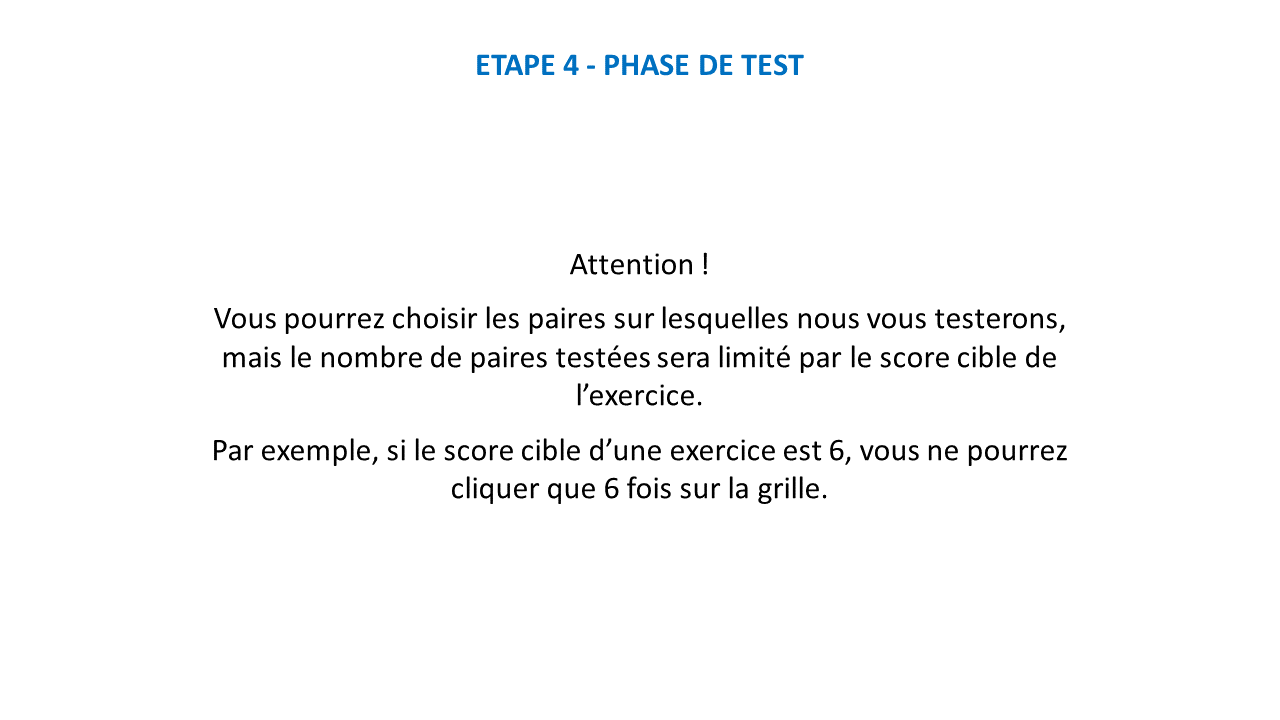 ETAPE 4 - PHASE DE TEST
Attention !
Vous pourrez choisir les paires sur lesquelles nous vous testerons,
mais le nombre de paires testées sera limité par le score cible de
l’exercice.
Par exemple, si le score cible d’une exercice est 6, vous ne pourrez
cliquer que 6 fois sur la grille.